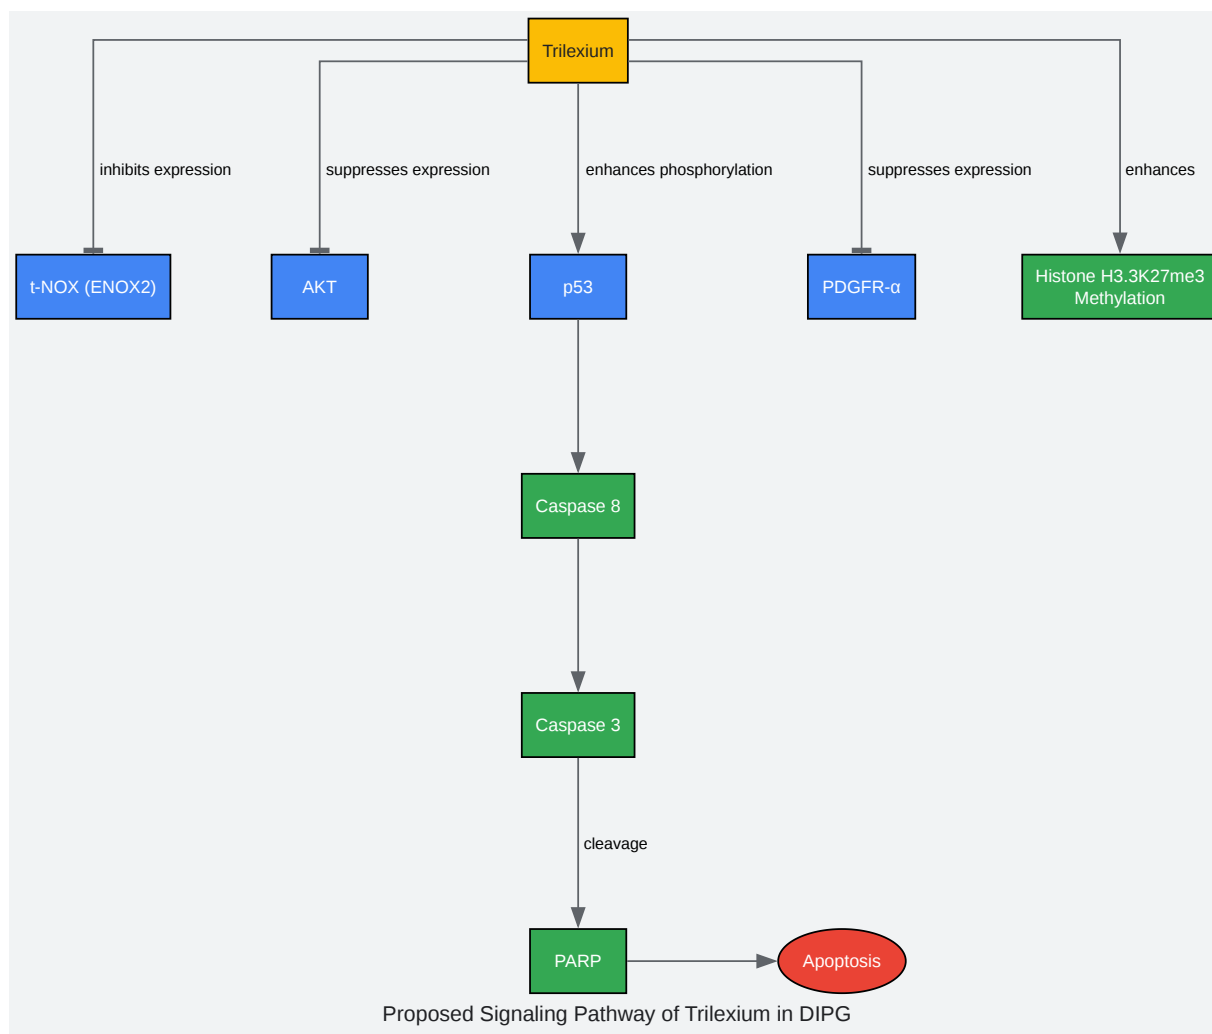 Trilexium
inhibits expression
suppresses expression
enhances phosphorylation
suppresses expression
enhances
t-NOX (ENOX2)
AKT
p53
PDGFR-α
Histone H3.3K27me3
Methylation
Caspase 8
Caspase 3
cleavage
PARP
Apoptosis
Proposed Signaling Pathway of Trilexium in DIPG